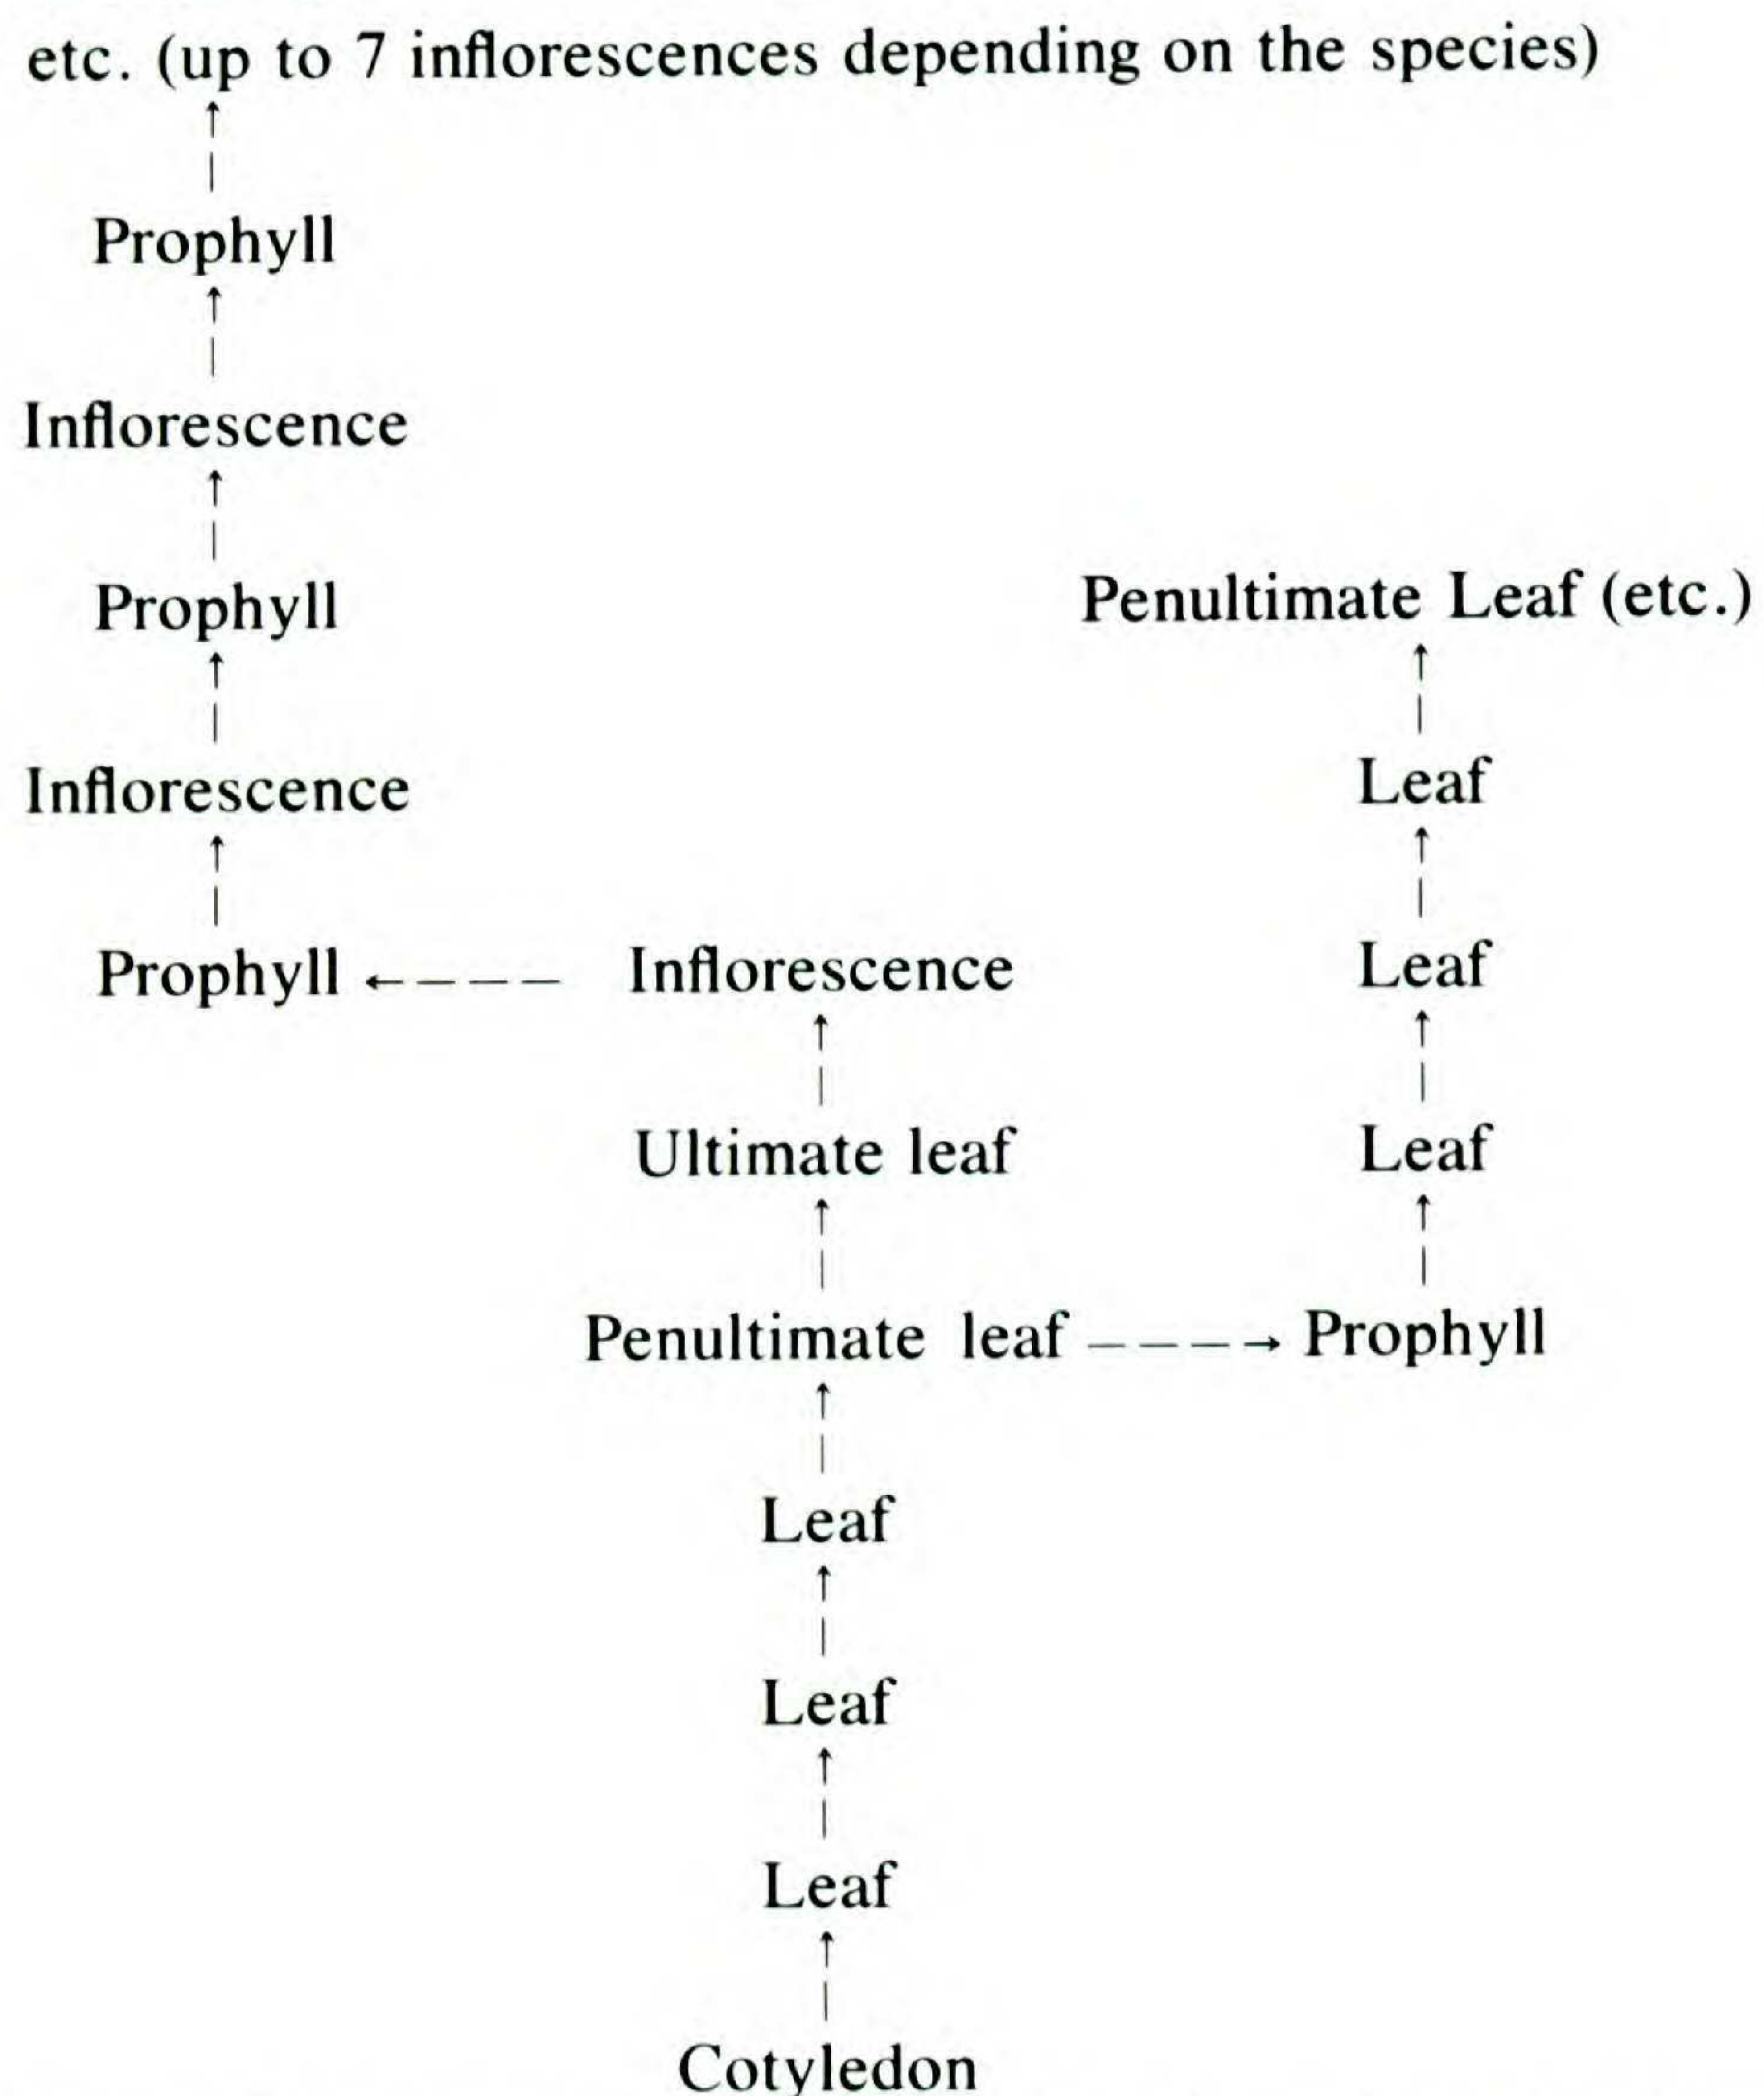 etc. (up to 7 inflorescences depending on the species)
Prophyll
Inflorescence
Prophyll
Penultimate Leaf (etc.)
Leaf
Inflorescence
Prophyll
Inflorescence
Leaf
Ultimate leaf
Leaf
Penultimate leaf
Prophyll
Leaf
Leaf
Leaf
Cotyledon